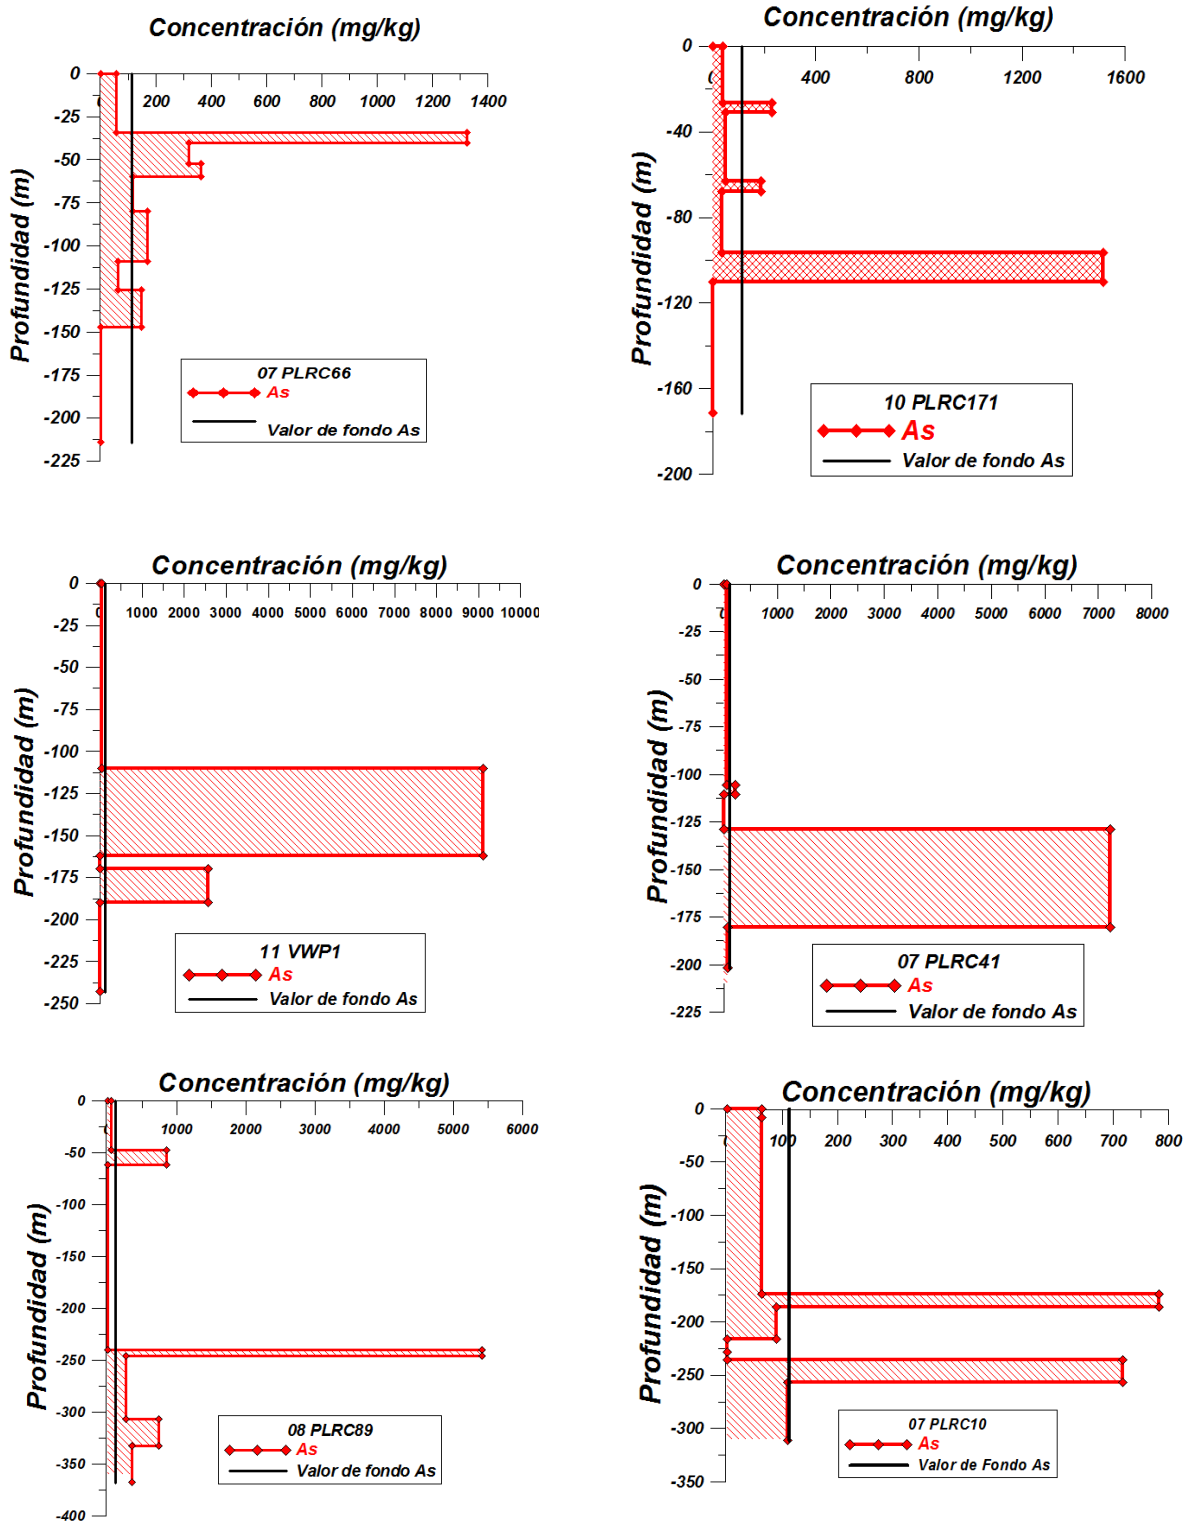 Concentración (mg/kg)
0 200 400 600 800 1000 1200 1400
0
-25
-50
-75
-100
-125
-150
-175
-200
-225
Profundidad (m)
07 PLRC66
As
Valor de fondo As
Concentración (mg/kg)
0 400 800 1200 1600
0
-40
-80
-120
-160
-200
Profundidad (m)
10 PLRC171
As
Valor de fondo As
Concentración (mg/kg)
0 1000 2000 3000 4000 5000 6000 7000 8000 9000 10000
0
-25
-50
-75
-100
-125
-150
-175
-200
-225
-250
Profundidad (m)
11 VWP1
As
Valor de fondo As
Concentración (mg/kg)
0 1000 2000 3000 4000 5000 6000 7000 8000
0
-25
-50
-75
-100
-125
-150
-175
-200
-225
Profundidad (m)
07 PLRC41
As
Valor de fondo As
Concentración (mg/kg)
0 1000 2000 3000 4000 5000 6000
0
-50
-100
-150
-200
-250
-300
-350
-400
Profundidad (m)
08 PLRC89
As
Valor de fondo As
Concentración (mg/kg)
0 100 200 300 400 500 600 700 800
0
-50
-100
-150
-200
-250
-300
-350
Profundidad (m)
07 PLRC10
As
Valor de Fondo As